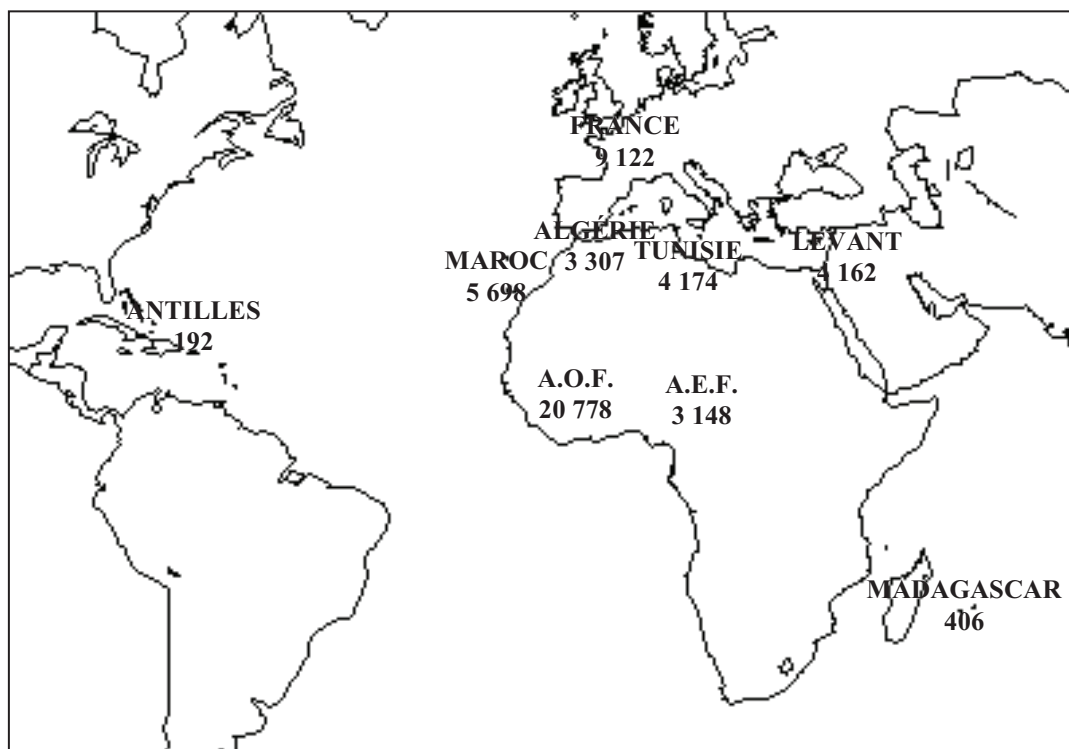 FRANCE
9 122
ALGÉRIE
3 307
TUNISIE
4 174
LEVANT
4 162
MAROC
5 698
ANTILLES
192
A.O.F.
20 778
A.E.F.
3 148
MADAGASCAR
406